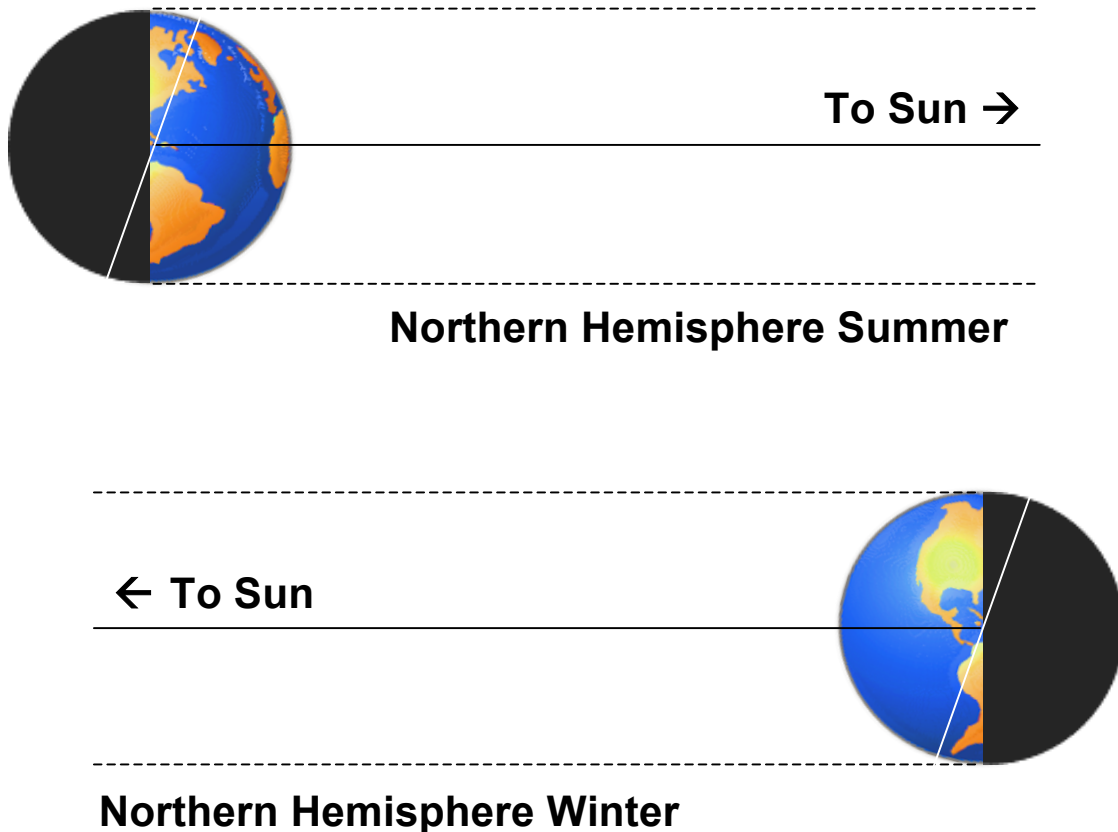 To Sun →
Northern Hemisphere Summer
← To Sun
Northern Hemisphere Winter